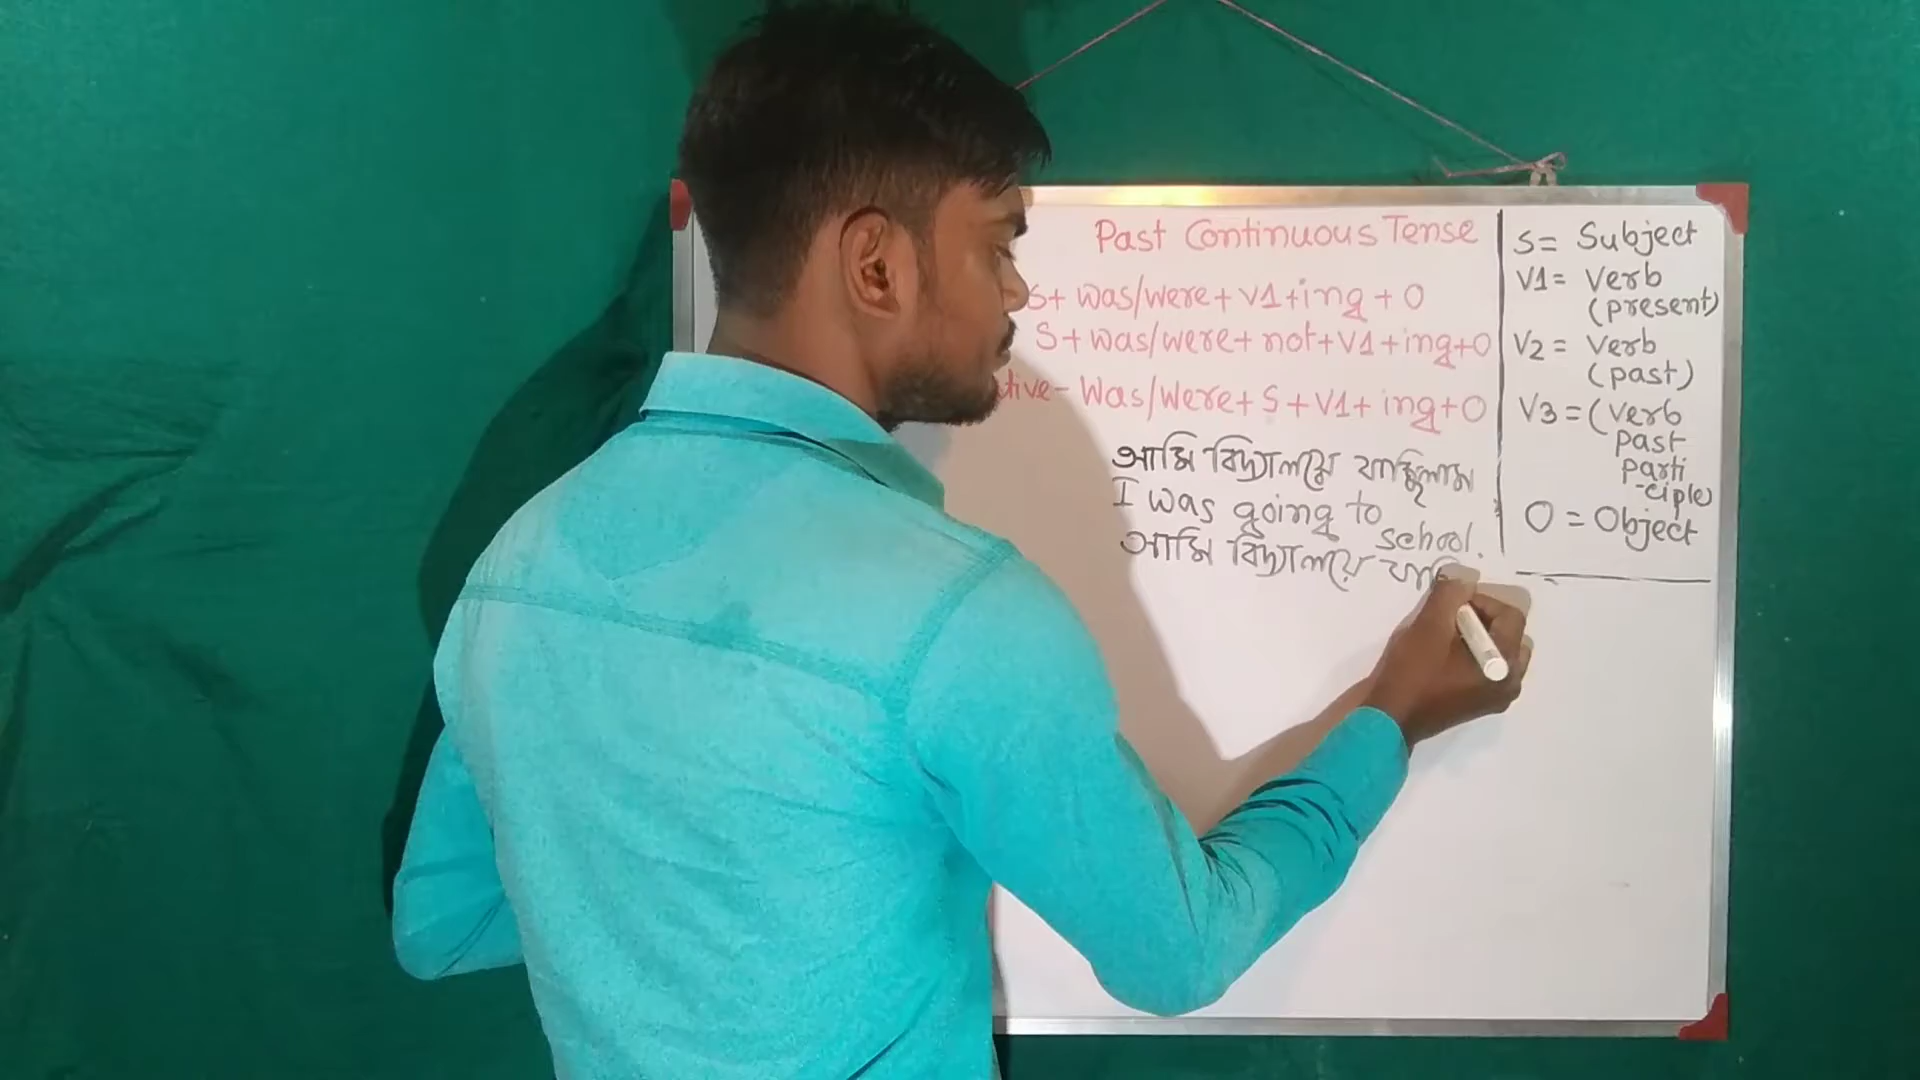 Past Continuous Tense
S+ was/were + V1+ing + O
S+ was/were + not+V1+ing+O
ative - Was/Were + S + V1 + ing+O
আমি বিদ্যালয়ে যাচ্ছিলাম
I was going to
school.
আমি বিদ্যালয়ে
S= Subject
V1= Verb
(present)
V2= Verb
(past)
V3 = (Verb
past
parti
-ciple)
O = Object